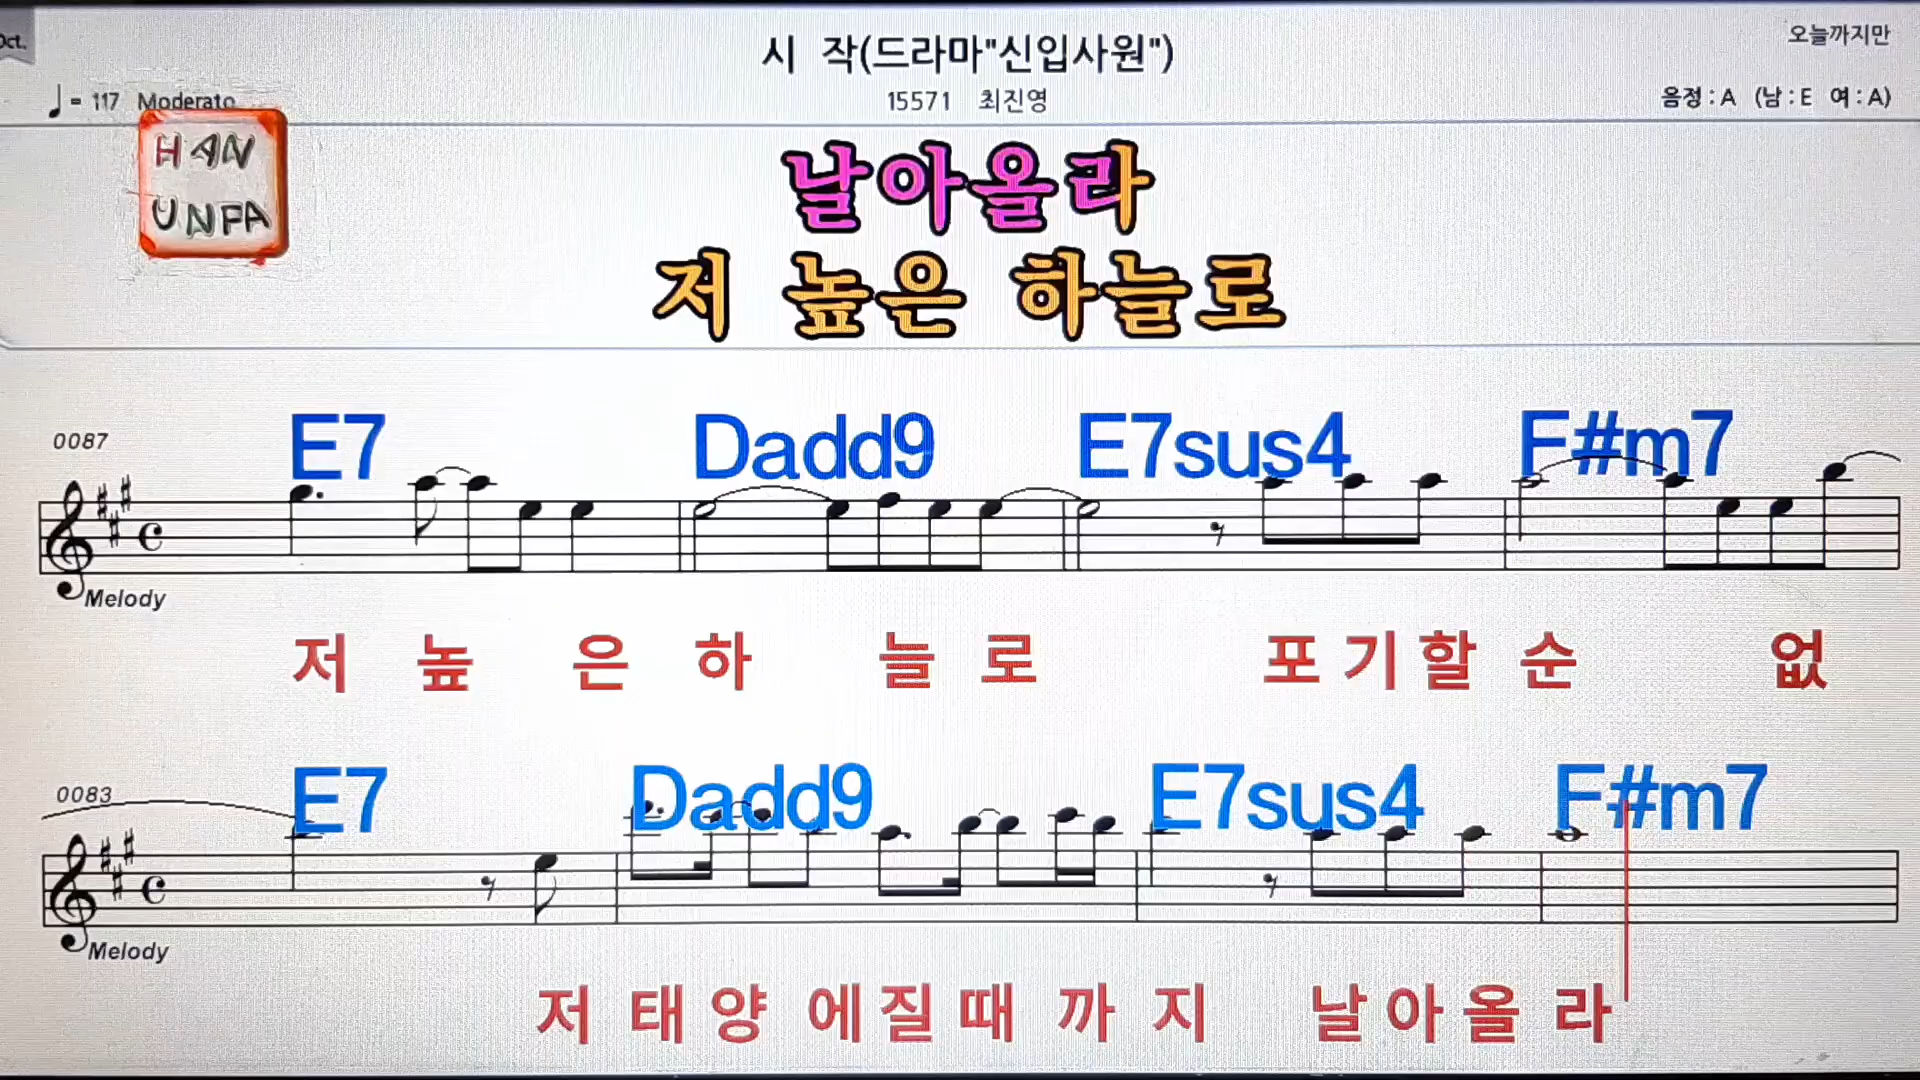 Oct.
시 작(드라마"신입사원")
오늘까지만
= 117 Moderato
15571 최진영
음정 : A (남 : E 여 : A)
HAN
UNFA
날아올라
저 높은 하늘로
0087
E7 Dadd9 E7sus4 F#m7
Melody
저 높 은 하 늘 로 포 기 할 순 없
0083
E7 Dadd9 E7sus4 F#m7
Melody
저 태 양 에 질 때 까 지 날 아 올 라